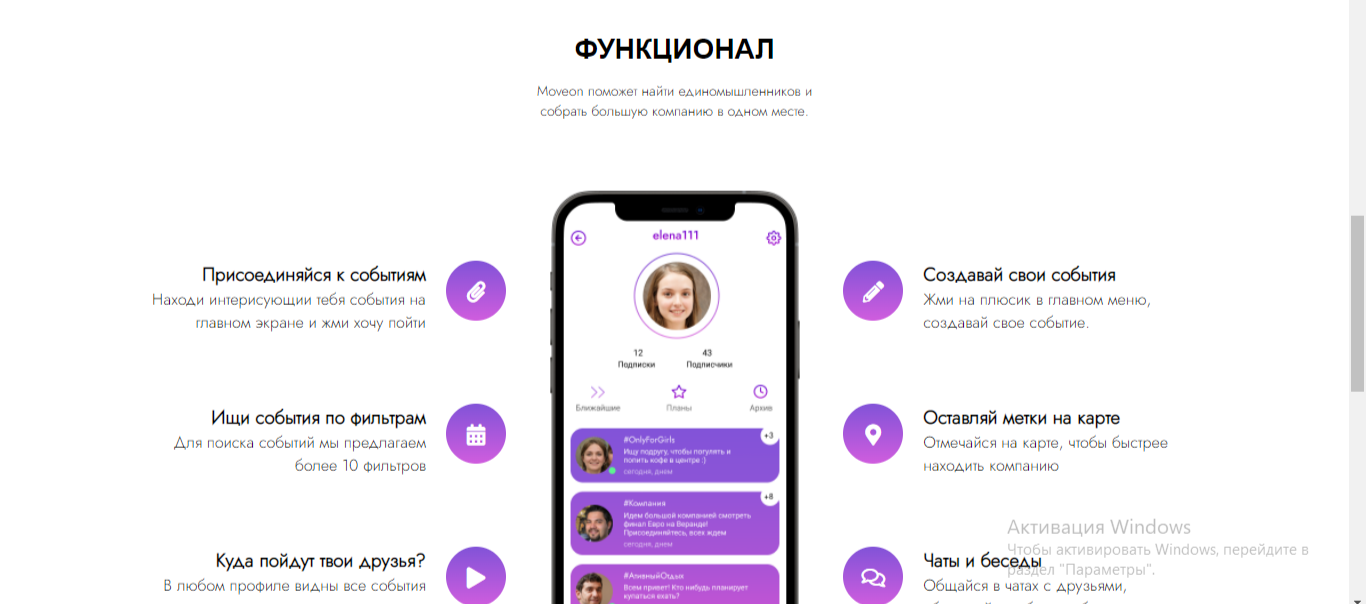 ФУНКЦИОНАЛ
Moveon поможет найти единомышленников и
собрать большую компанию в одном месте.
Присоединяйся к событиям
Находи интерисующии тебя события на
главном экране и жми хочу пойти
Ищи события по фильтрам
Для поиска событий мы предлагаем
более 10 фильтров
Куда пойдут твои друзья?
В любом профиле видны все события
elena111
12
Подписки
43
Подписчики
Ближайшие
Планы
Архив
+3
#OnlyForGirls
Ищу подругу, чтобы погулять и
попить кофе в центре :)
сегодня, днем
+8
#Компания
Идем большой компанией смотреть
финал Евро на Веранде!
Присоединяйтесь, всех ждем
сегодня, днем
#АтивныйОтдых
Всем привет! Кто нибудь планирует
купаться ехать?
Создавай свои события
Жми на плюсик в главном меню,
создавай свое событие.
Оставляй метки на карте
Отмечайся на карте, чтобы быстрее
находить компанию
Чаты и беседы
Общайся в чатах с друзьями,
Активация Windows
Чтобы активировать Windows, перейдите в
раздел "Параметры".